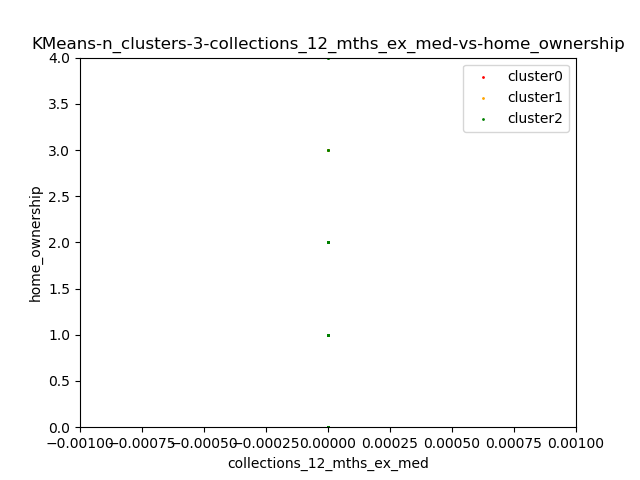 KMeans-n_clusters-3-collections_12_mths_ex_med-vs-home_ownership
cluster0
cluster1
cluster2
4.0
3.5
3.0
2.5
2.0
1.5
1.0
0.5
0.0
home_ownership
−0.00100 −0.00075 −0.00050 −0.00025 0.00000 0.00025 0.00050 0.00075 0.00100
collections_12_mths_ex_med